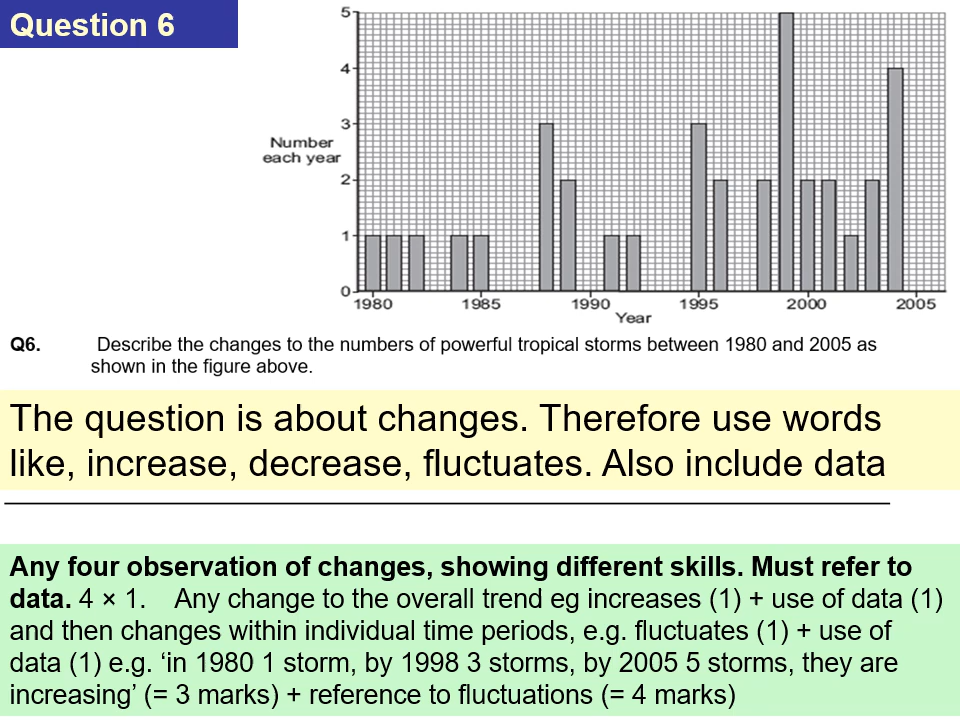 Question 6
5
4
3
2
1
0
Number
each year
1980 1985 1990 1995 2000 2005
Year
Q6. Describe the changes to the numbers of powerful tropical storms between 1980 and 2005 as
shown in the figure above.
The question is about changes. Therefore use words
like, increase, decrease, fluctuates. Also include data
Any four observation of changes, showing different skills. Must refer to
data. 4 × 1. Any change to the overall trend eg increases (1) + use of data (1)
and then changes within individual time periods, e.g. fluctuates (1) + use of
data (1) e.g. ‘in 1980 1 storm, by 1998 3 storms, by 2005 5 storms, they are
increasing’ (= 3 marks) + reference to fluctuations (= 4 marks)